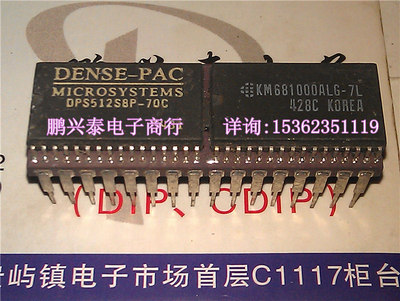 DENSE-PAC
MICROSYSTEMS
DPS512S8P-70C
KM681000ALG-7L
428C KOREA
鹏兴泰电子商行
详询:15362351119
(DIP、CDIP)
屿镇电子市场首层C1117柜台